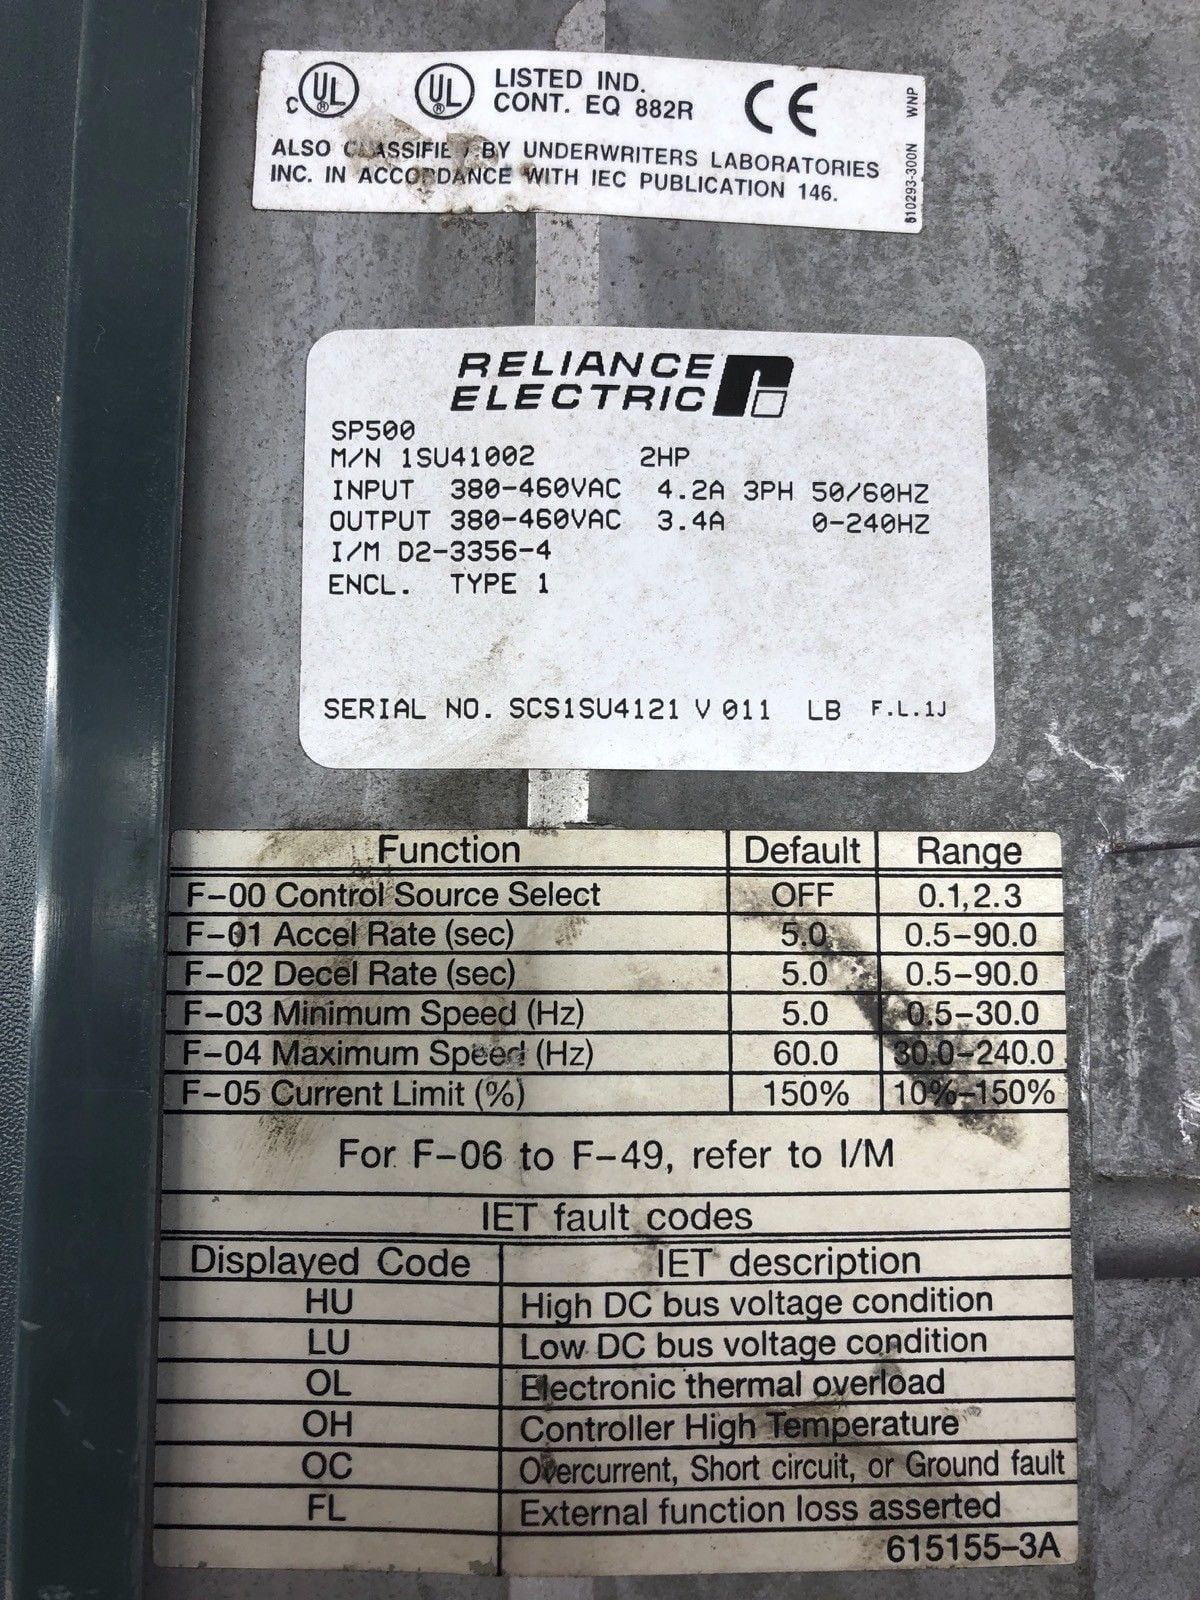 C UL ® UL ® LISTED IND.
CONT. EQ 882R CE
ALSO CLASSIFIED BY UNDERWRITERS LABORATORIES
INC. IN ACCORDANCE WITH IEC PUBLICATION 146.
610293-300N WNP
RELIANCE
ELECTRIC
SP500
M/N 1SU41002 2HP
INPUT 380-460VAC 4.2A 3PH 50/60HZ
OUTPUT 380-460VAC 3.4A 0-240HZ
I/M D2-3356-4
ENCL. TYPE 1
SERIAL NO. SCS1SU4121 V 011 LB F.L.1J
Function Default Range
F-00 Control Source Select OFF 0.1,2.3
F-01 Accel Rate (sec) 5.0 0.5-90.0
F-02 Decel Rate (sec) 5.0 0.5-90.0
F-03 Minimum Speed (Hz) 5.0 0.5-30.0
F-04 Maximum Speed (Hz) 60.0 30.0-240.0
F-05 Current Limit (%) 150% 10%-150%
For F-06 to F-49, refer to I/M
IET fault codes
Displayed Code IET description
HU High DC bus voltage condition
LU Low DC bus voltage condition
OL Electronic thermal overload
OH Controller High Temperature
OC Overcurrent, Short circuit, or Ground fault
FL External function loss asserted
615155-3A